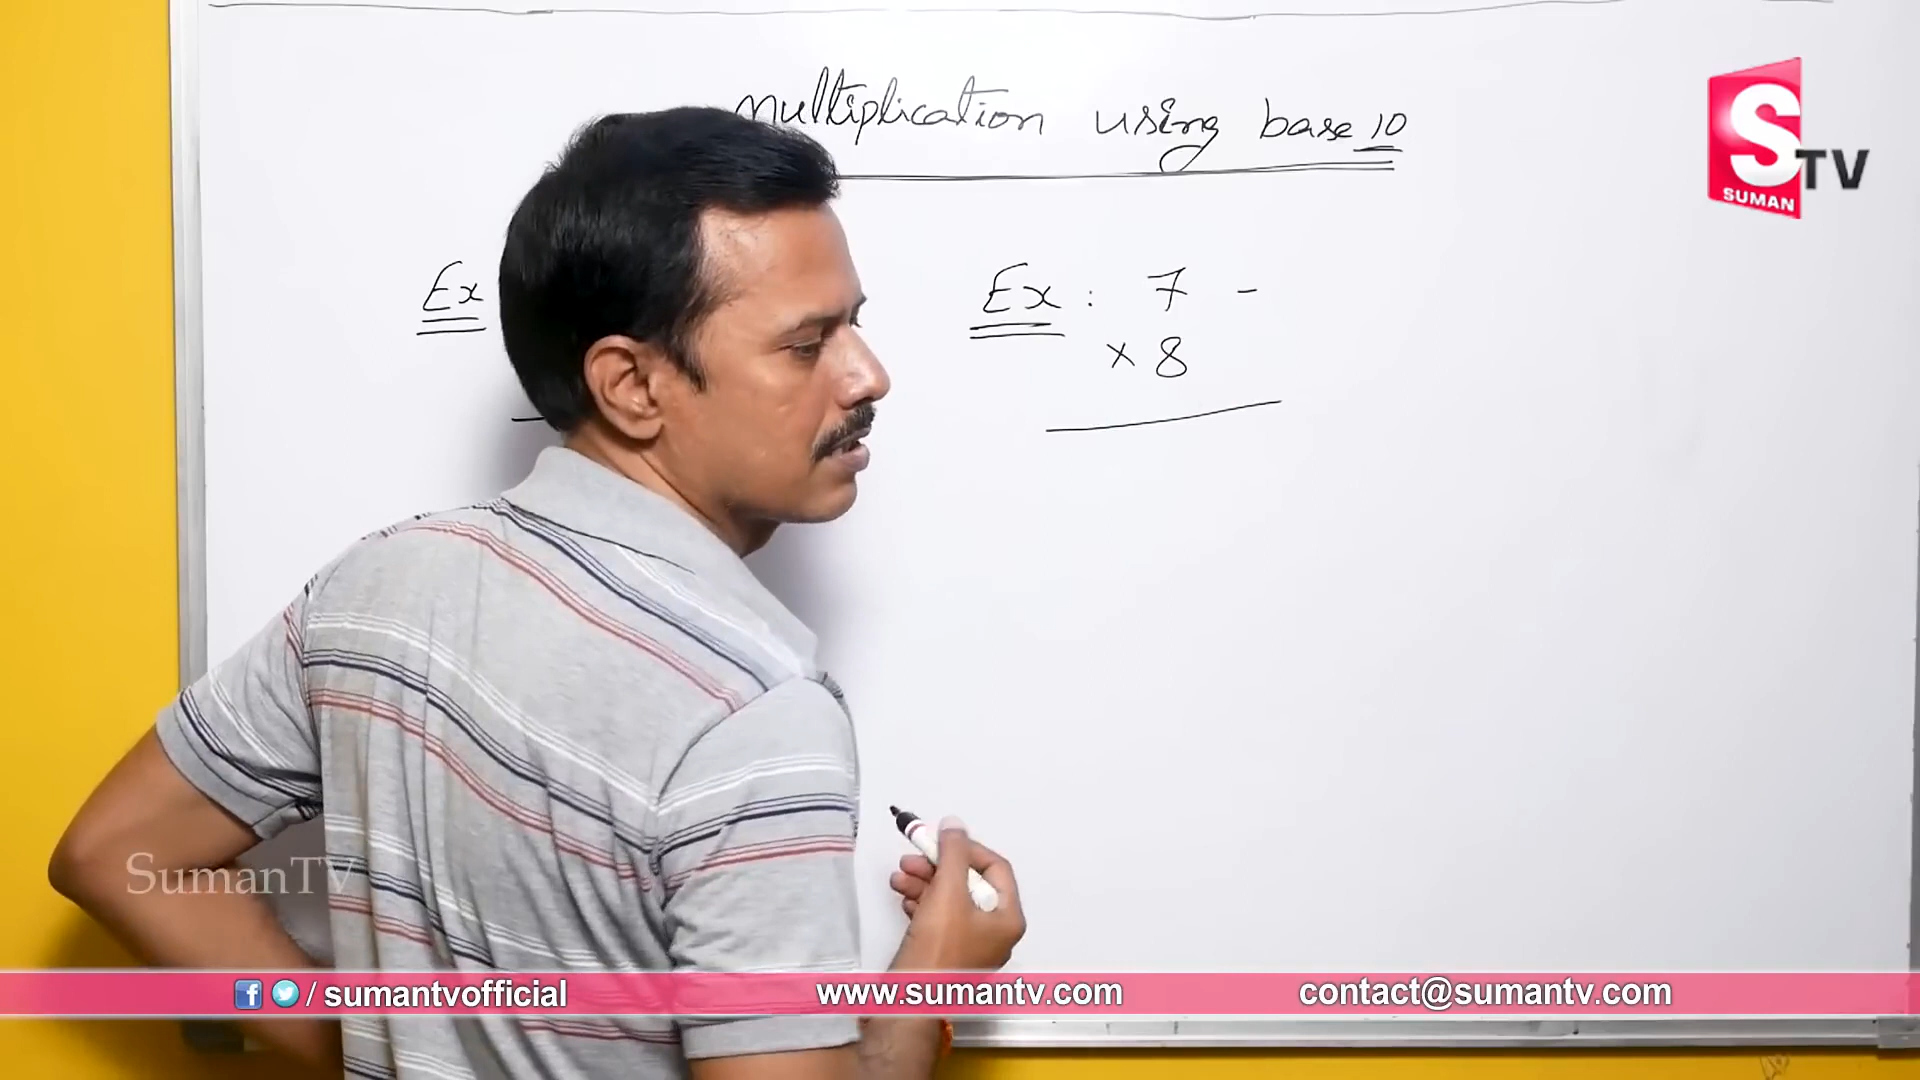 multiplication using base 10
S TV
SUMAN
Ex
Ex : 7 -
× 8
SumanTV
/ sumantvofficial
www.sumantv.com
contact@sumantv.com